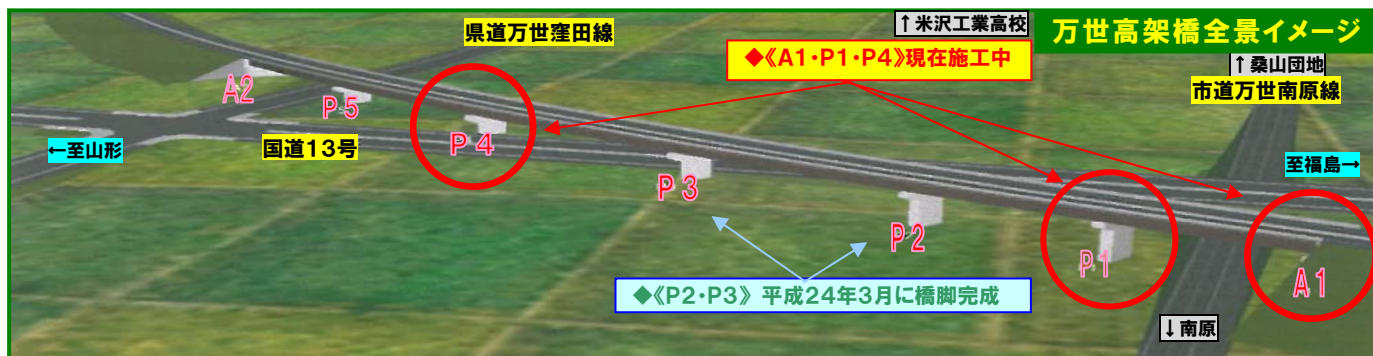 ↑米沢工業高校
万世高架橋全景イメージ
県道万世窪田線
◆《A1・P1・P4》現在施工中
↑桑山団地
市道万世南原線
A2
P5
P4
国道13号
←至山形
P3
至福島→
P2
P1
A1
◆《P2・P3》 平成24年3月に橋脚完成
↓南原